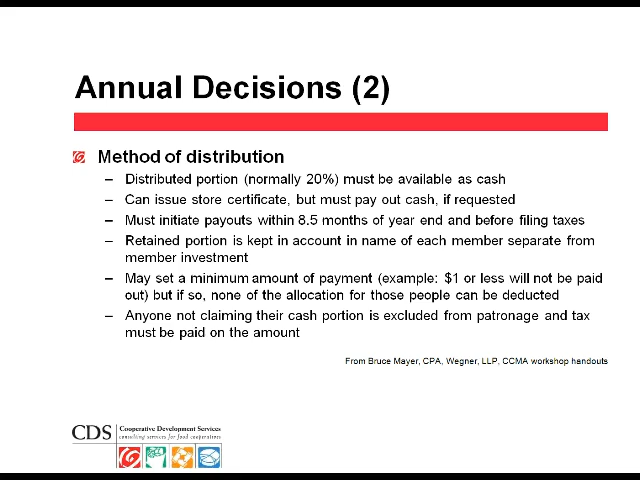 Annual Decisions (2)
Method of distribution
– Distributed portion (normally 20%) must be available as cash
– Can issue store certificate, but must pay out cash, if requested
– Must initiate payouts within 8.5 months of year end and before filing taxes
– Retained portion is kept in account in name of each member separate from
member investment
– May set a minimum amount of payment (example: $1 or less will not be paid
out) but if so, none of the allocation for those people can be deducted
– Anyone not claiming their cash portion is excluded from patronage and tax
must be paid on the amount
From Bruce Mayer, CPA, Wegner, LLP, CCMA workshop handouts
CDS Cooperative Development Services
consulting services for food cooperatives